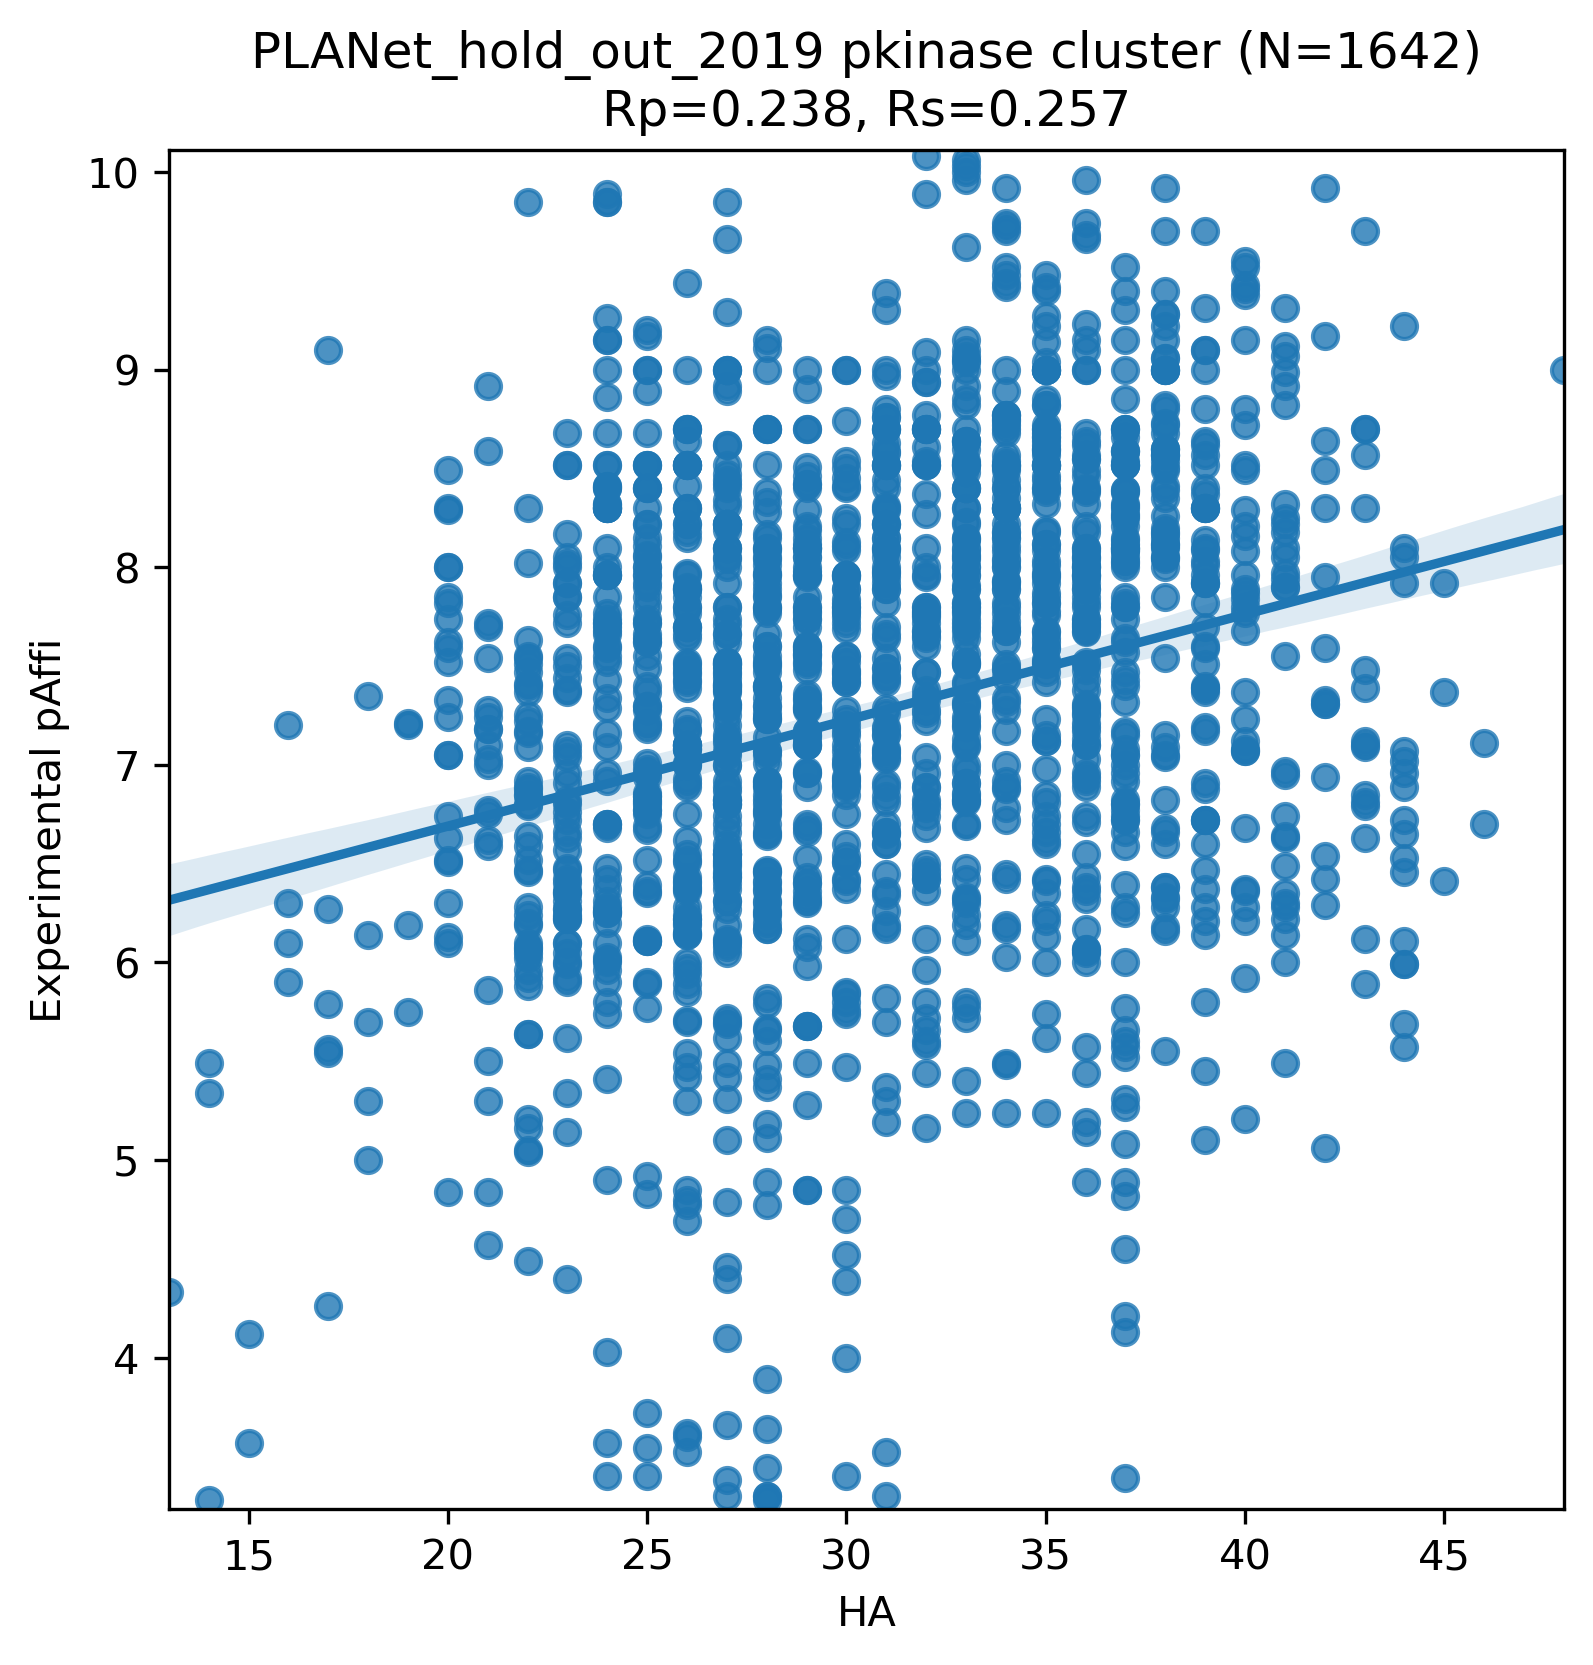 PLANet_hold_out_2019 pkinase cluster (N=1642)
Rp=0.238, Rs=0.257
10
9
8
7
6
5
4
Experimental pAffi
15 20 25 30 35 40 45
HA